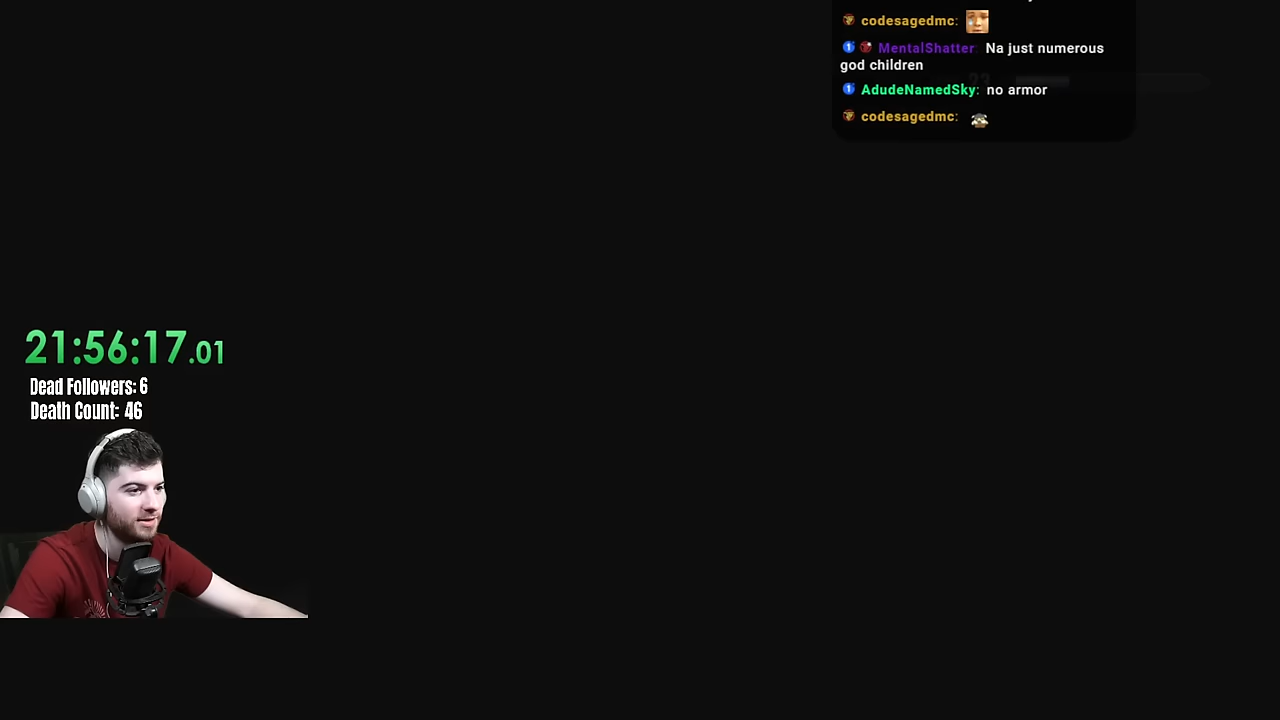 codesagedmc:
MentalShatter: Na just numerous
god children
23
AdudeNamedSky: no armor
codesagedmc:
21:56:17.01
Dead Followers: 6
Death Count: 46